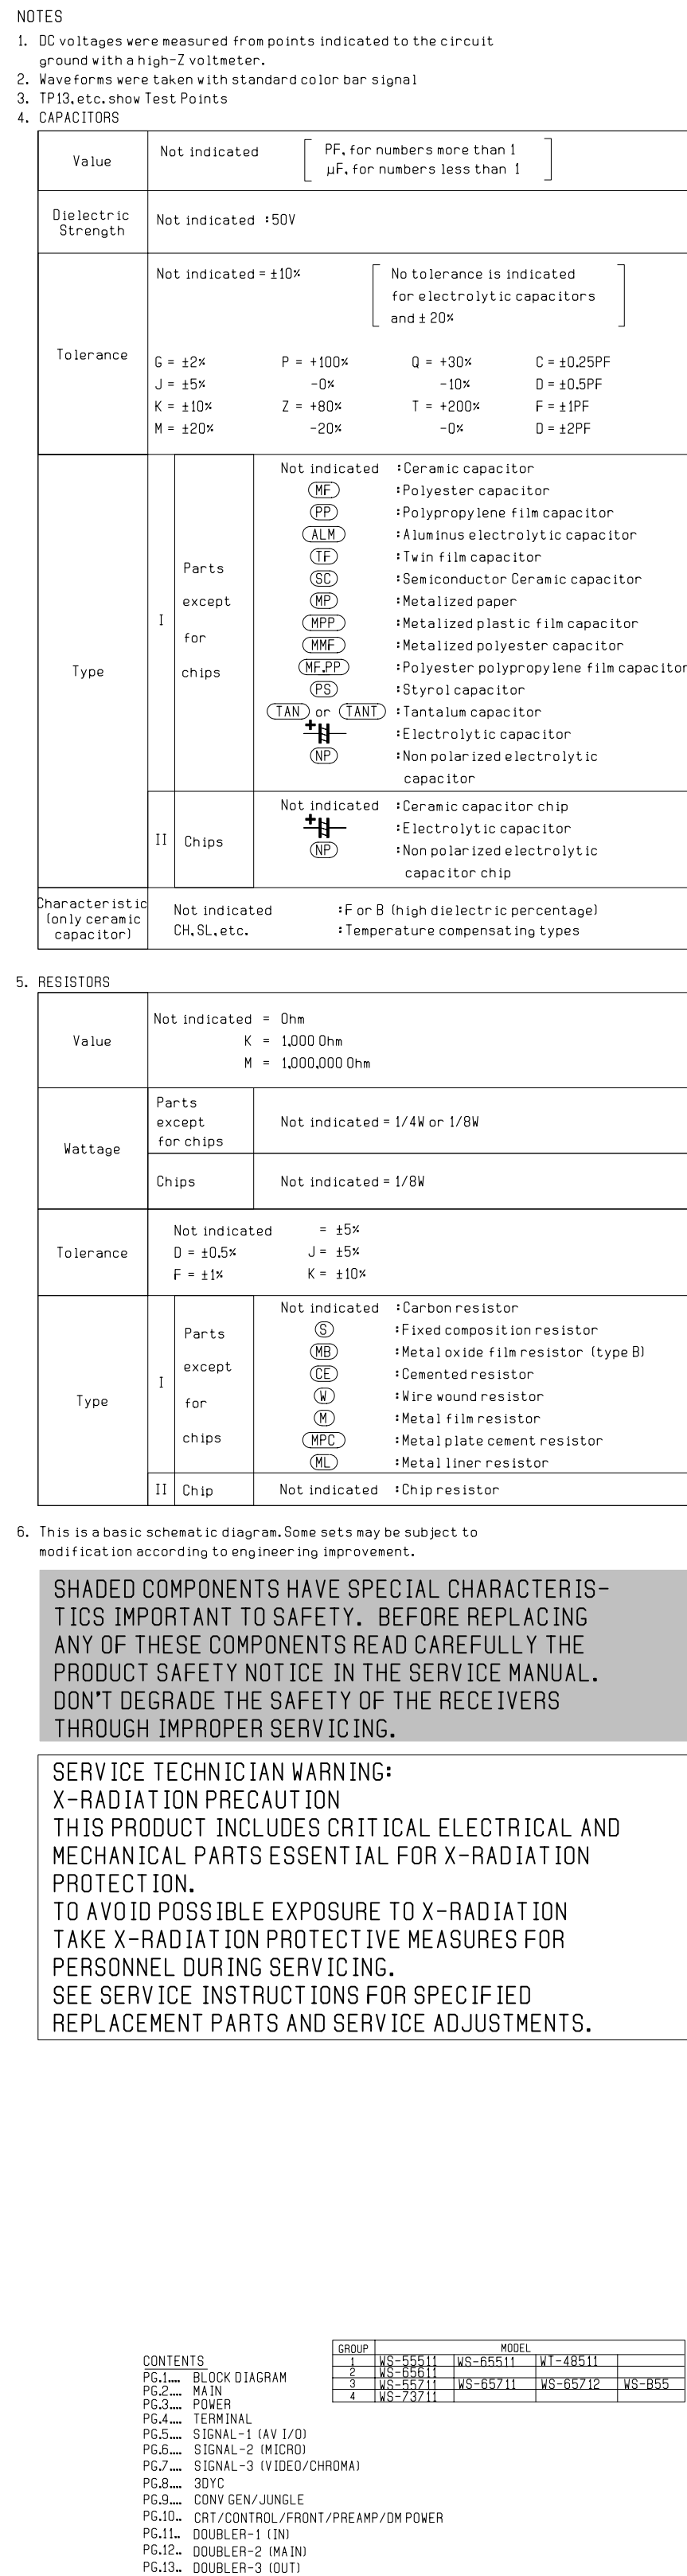 NOTES
1. DC voltages were measured from points indicated to the circuit
ground with a high-Z voltmeter.
2. Waveforms were taken with standard color bar signal
3. TP13, etc. show Test Points
4. CAPACITORS
Value
Not indicated
PF, for numbers more than 1
µF, for numbers less than 1
Dielectric
Strength
Not indicated :50V
Tolerance
Not indicated = ±10%
No tolerance is indicated
for electrolytic capacitors
and ± 20%
G = ±2% P = +100% Q = +30% C = ±0.25PF
J = ±5% -0% -10% D = ±0.5PF
K = ±10% Z = +80% T = +200% F = ±1PF
M = ±20% -20% -0% D = ±2PF
Type
I
Parts
except
for
chips
Not indicated :Ceramic capacitor
MF :Polyester capacitor
PP :Polypropylene film capacitor
ALM :Aluminus electrolytic capacitor
TF :Twin film capacitor
SC :Semiconductor Ceramic capacitor
MP :Metalized paper
MPP :Metalized plastic film capacitor
MMF :Metalized polyester capacitor
MF.PP :Polyester polypropylene film capacitor
PS :Styrol capacitor
TAN or TANT :Tantalum capacitor
+ :Electrolytic capacitor
NP :Non polarized electrolytic
capacitor
II
Chips
Not indicated :Ceramic capacitor chip
+ :Electrolytic capacitor
NP :Non polarized electrolytic
capacitor chip
Characteristic
(only ceramic
capacitor)
Not indicated :F or B (high dielectric percentage)
CH, SL, etc. :Temperature compensating types
5. RESISTORS
Value
Not indicated = Ohm
K = 1,000 Ohm
M = 1,000,000 Ohm
Wattage
Parts
except
for chips
Not indicated = 1/4W or 1/8W
Chips
Not indicated = 1/8W
Tolerance
Not indicated = ±5%
D = ±0.5% J = ±5%
F = ±1% K = ±10%
Type
I
Parts
except
for
chips
Not indicated :Carbon resistor
S :Fixed composition resistor
MB :Metal oxide film resistor (type B)
CE :Cemented resistor
W :Wire wound resistor
M :Metal film resistor
MPC :Metal plate cement resistor
ML :Metal liner resistor
II
Chip
Not indicated :Chip resistor
6. This is a basic schematic diagram. Some sets may be subject to
modification according to engineering improvement.
SHADED COMPONENTS HAVE SPECIAL CHARACTERIS-
TICS IMPORTANT TO SAFETY. BEFORE REPLACING
ANY OF THESE COMPONENTS READ CAREFULLY THE
PRODUCT SAFETY NOTICE IN THE SERVICE MANUAL.
DON'T DEGRADE THE SAFETY OF THE RECEIVERS
THROUGH IMPROPER SERVICING.
SERVICE TECHNICIAN WARNING:
X-RADIATION PRECAUTION
THIS PRODUCT INCLUDES CRITICAL ELECTRICAL AND
MECHANICAL PARTS ESSENTIAL FOR X-RADIATION
PROTECTION.
TO AVOID POSSIBLE EXPOSURE TO X-RADIATION
TAKE X-RADIATION PROTECTIVE MEASURES FOR
PERSONNEL DURING SERVICING.
SEE SERVICE INSTRUCTIONS FOR SPECIFIED
REPLACEMENT PARTS AND SERVICE ADJUSTMENTS.
GROUP MODEL
1 WS-55511 WS-65511 WT-48511
2 WS-65611
3 WS-55711 WS-65711 WS-65712 WS-B55
4 WS-73711
CONTENTS
PG.1.... BLOCK DIAGRAM
PG.2.... MAIN
PG.3.... POWER
PG.4.... TERMINAL
PG.5.... SIGNAL-1 (AV I/O)
PG.6.... SIGNAL-2 (MICRO)
PG.7.... SIGNAL-3 (VIDEO/CHROMA)
PG.8.... 3DYC
PG.9.... CONV GEN/JUNGLE
PG.10.. CRT/CONTROL/FRONT/PREAMP/DM POWER
PG.11.. DOUBLER-1 (IN)
PG.12.. DOUBLER-2 (MAIN)
PG.13.. DOUBLER-3 (OUT)